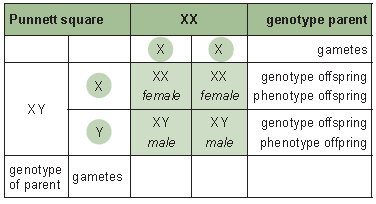 Punnett square XX genotype parent
X X gametes
XY X XX XX genotype offspring
female female phenotype offspring
Y XY XY genotype offspring
male male phenotype offpring
genotype
of parent gametes